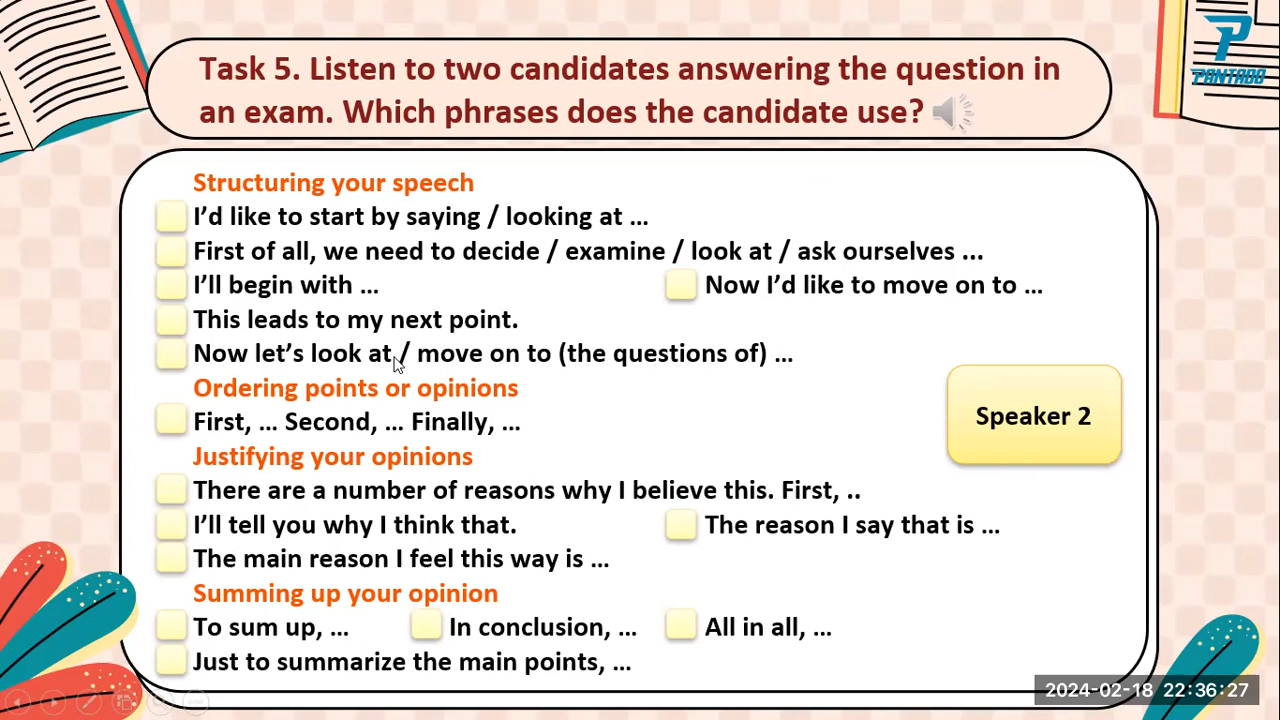 PANTADO
Task 5. Listen to two candidates answering the question in
an exam. Which phrases does the candidate use?
Structuring your speech
I’d like to start by saying / looking at ...
First of all, we need to decide / examine / look at / ask ourselves ...
I’ll begin with ...
Now I’d like to move on to ...
This leads to my next point.
Now let’s look at / move on to (the questions of) ...
Ordering points or opinions
First, ... Second, ... Finally, ...
Speaker 2
Justifying your opinions
There are a number of reasons why I believe this. First, ..
I’ll tell you why I think that.
The reason I say that is ...
The main reason I feel this way is ...
Summing up your opinion
To sum up, ...
In conclusion, ...
All in all, ...
Just to summarize the main points, ...
2024-02-18 22:36:27